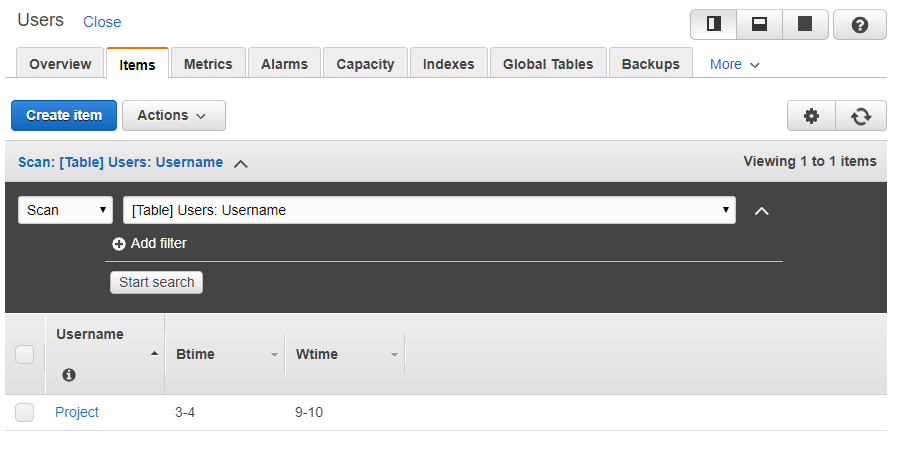 Users Close
Overview Items Metrics Alarms Capacity Indexes Global Tables Backups More
Create item Actions
Scan: [Table] Users: Username Viewing 1 to 1 items
Scan [Table] Users: Username
Add filter
Start search
Username
Btime Wtime
Project 3-4 9-10